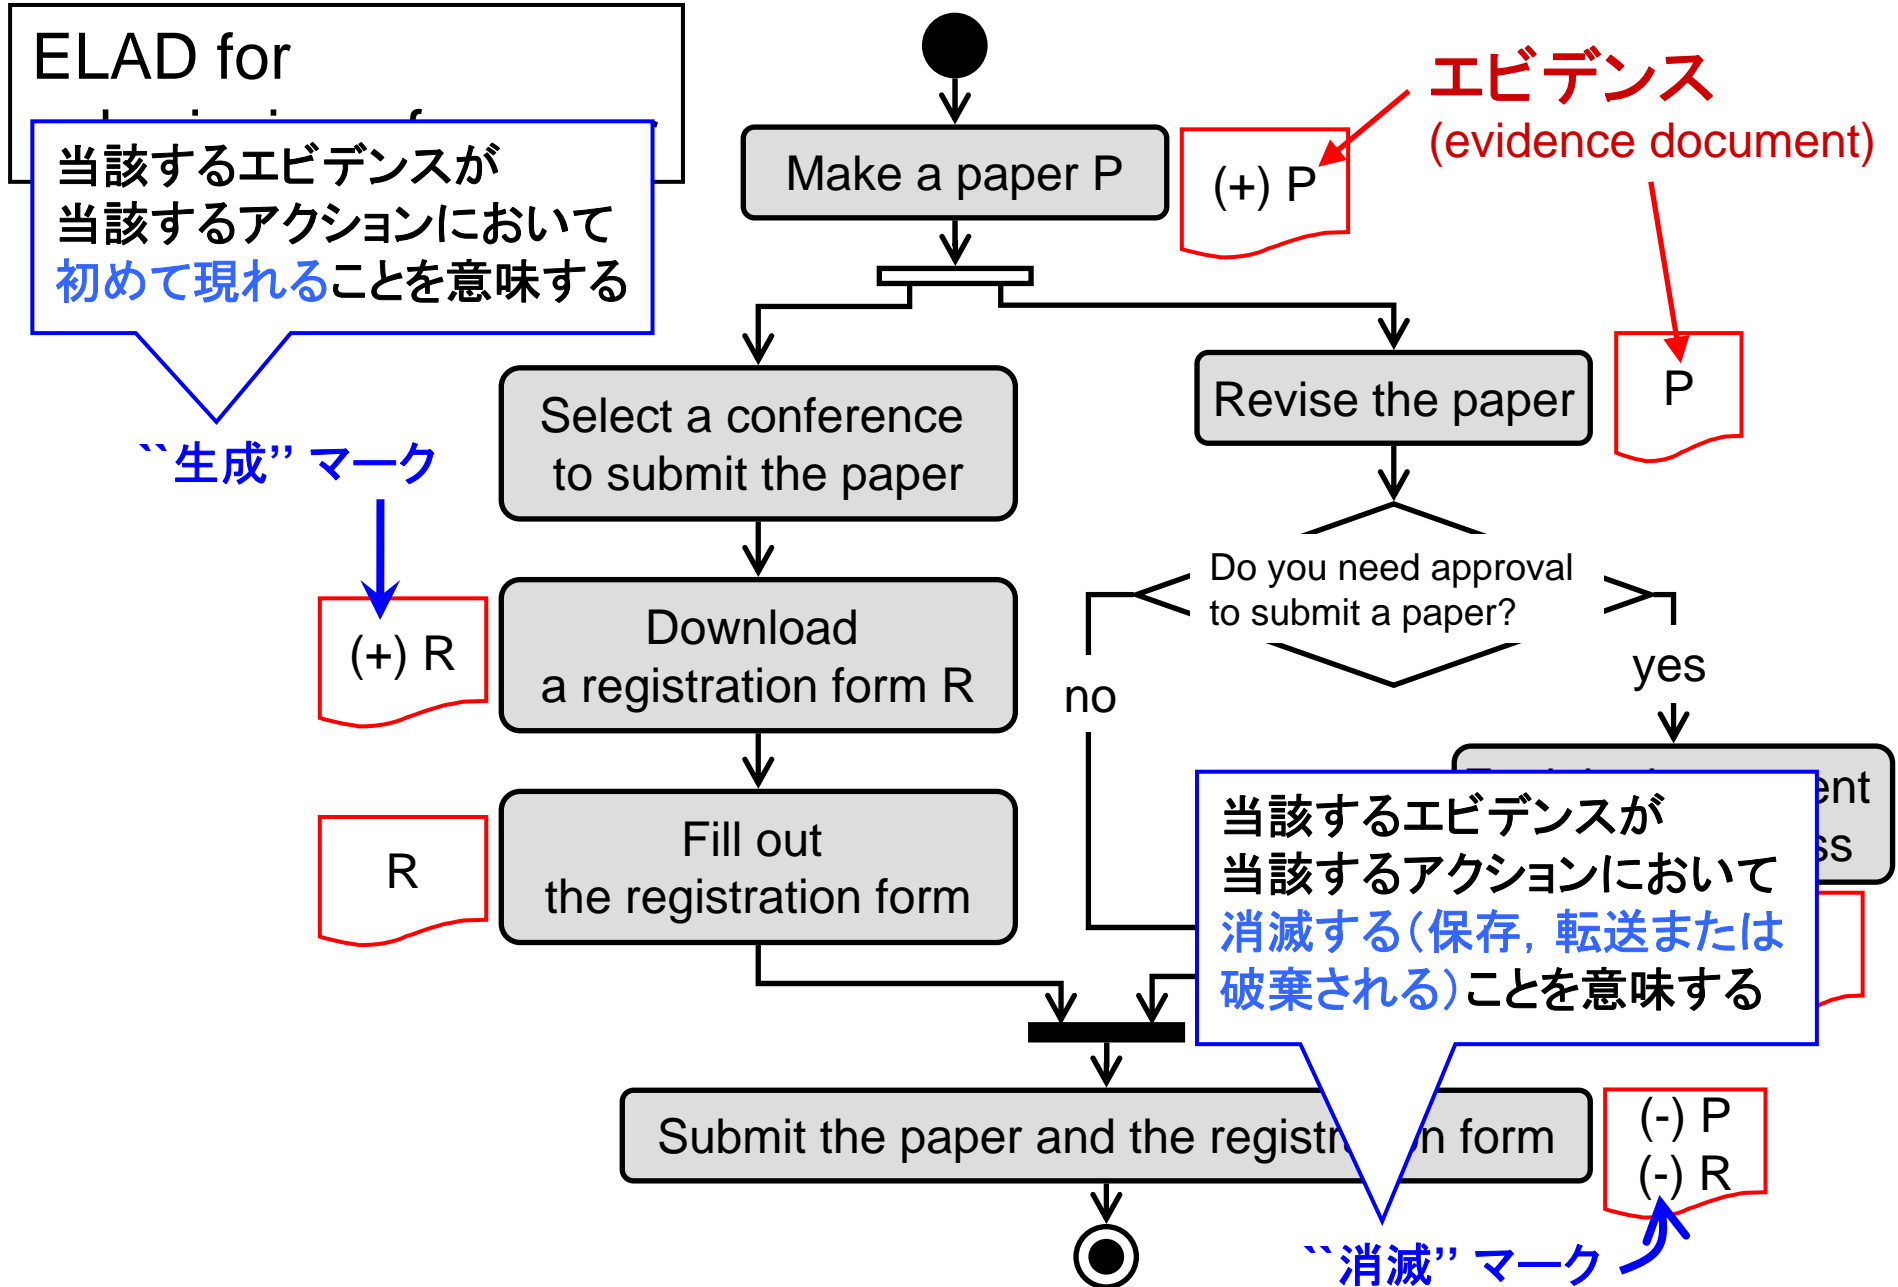 ELAD for
当該するエビデンスが
当該するアクションにおいて
初めて現れることを意味する
``生成’’ マーク
エビデンス
(evidence document)
Make a paper P
(+) P
Select a conference
to submit the paper
Revise the paper
P
Download
a registration form R
(+) R
Do you need approval
to submit a paper?
no
yes
Fill out
the registration form
R
当該するエビデンスが
当該するアクションにおいて
消滅する(保存, 転送または
破棄される)ことを意味する
Submit the paper and the form
(-) P
(-) R
``消滅’’ マーク